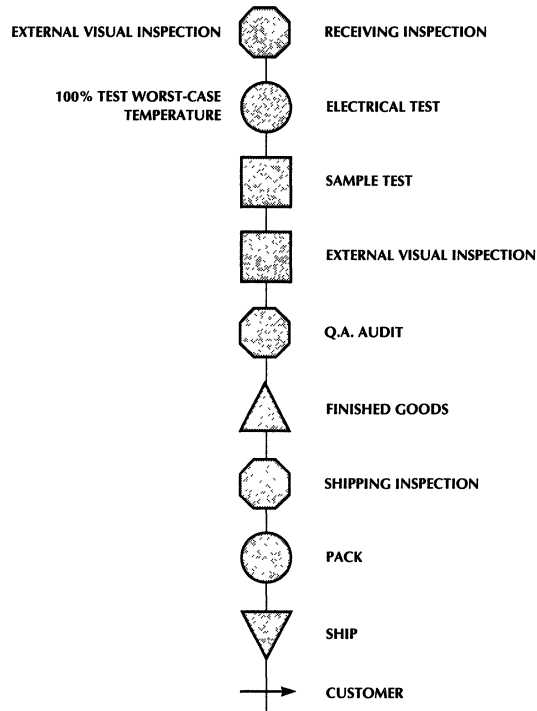 EXTERNAL VISUAL INSPECTION
RECEIVING INSPECTION
100% TEST WORST-CASE
TEMPERATURE
ELECTRICAL TEST
SAMPLE TEST
EXTERNAL VISUAL INSPECTION
Q.A. AUDIT
FINISHED GOODS
SHIPPING INSPECTION
PACK
SHIP
CUSTOMER